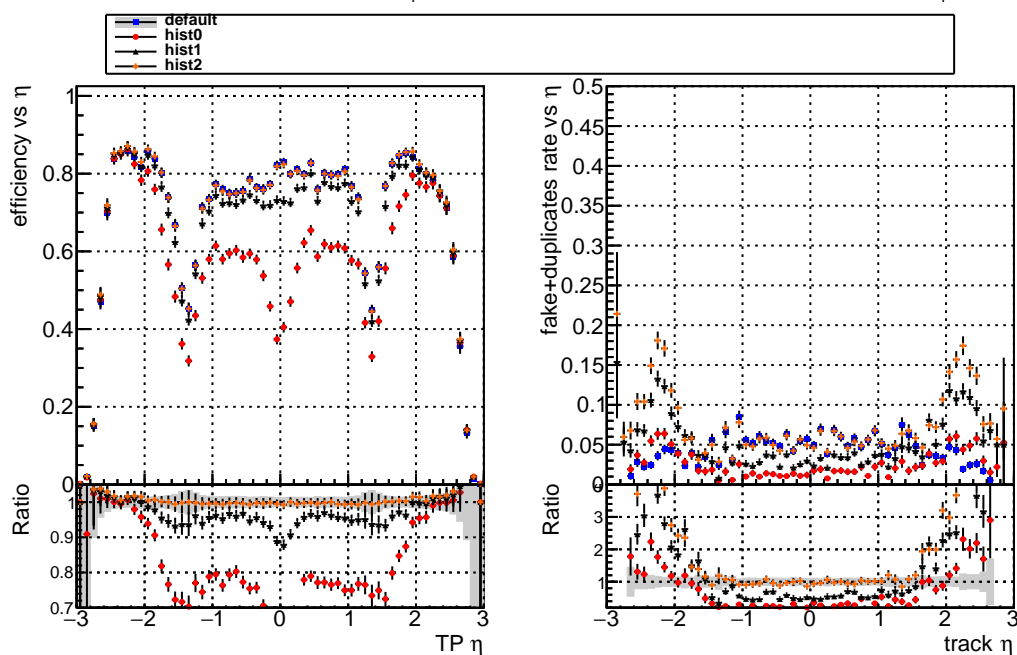 default
hist0
hist1
hist2
efficiency vs η
1
0.8
0.6
0.4
0.2
0
Ratio
1
0.9
0.8
0.7
−3 −2 −1 0 1 2 3
TP η
fake+duplicates rate vs η
0.5
0.45
0.4
0.35
0.3
0.25
0.2
0.15
0.1
0.05
0
Ratio
3
2
1
−3 −2 −1 0 1 2 3
track η